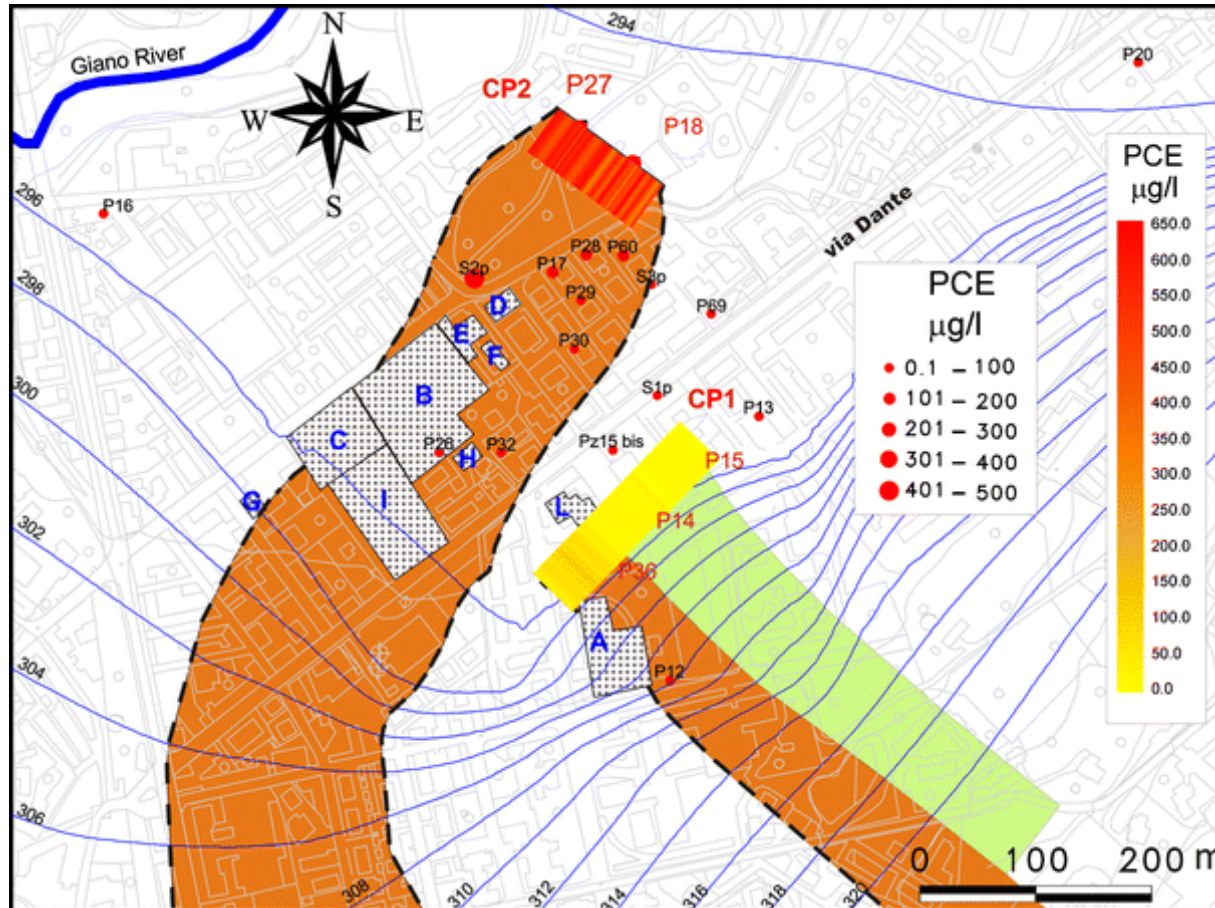 294
Giano River
N
W
E
S
CP2
P27
P18
P20
PCE
µg/l
650.0
600.0
550.0
500.0
450.0
400.0
350.0
300.0
250.0
200.0
150.0
100.0
50.0
0.0
296
P16
via Dante
P28
P60
S2p
P17
S3p
P29
P69
D
E
F
P30
298
PCE
µg/l
0.1 – 100
101 – 200
201 – 300
301 – 400
401 – 500
300
B
S1p
CP1
P13
C
P26
H
P32
Pz15 bis
P15
G
I
L
P14
302
P36
A
P12
304
306
308
310
312
314
316
318
320
0
100
200 m